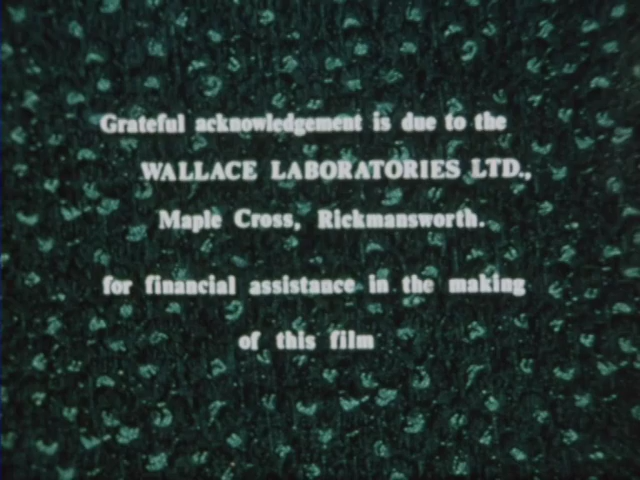 Grateful acknowledgement is due to the
WALLACE LABORATORIES LTD.,
Maple Cross, Rickmansworth.
for financial assistance in the making
of this film